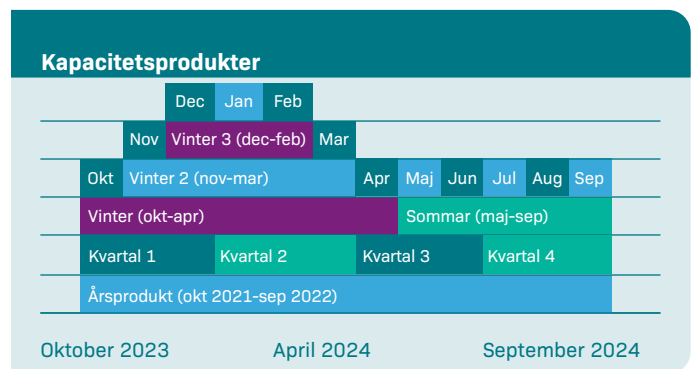 Kapacitetsprodukter
Dec Jan Feb
Nov Vinter 3 (dec-feb) Mar
Okt Vinter 2 (nov-mar) Apr Maj Jun Jul Aug Sep
Vinter (okt-apr) Sommar (maj-sep)
Kvartal 1 Kvartal 2 Kvartal 3 Kvartal 4
Årsprodukt (okt 2021-sep 2022)
Oktober 2023 April 2024 September 2024